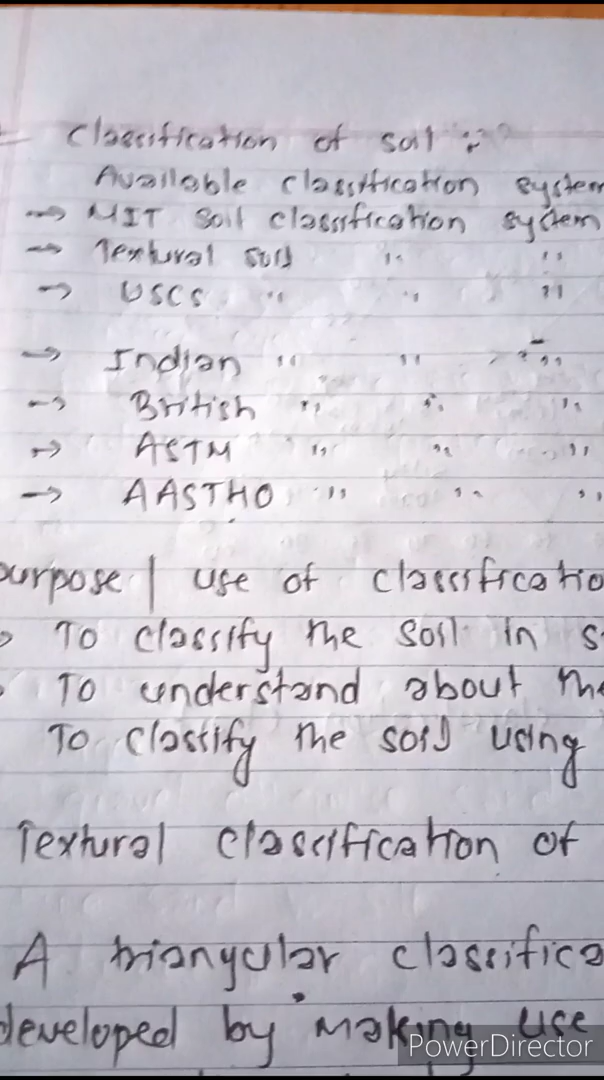 Classification of soil :-
Available classification system
→ MIT soil classification system
→ Textural soil " "
→ USCS " " "
→ Indian " " "
→ British " " "
→ ASTM " " "
→ AASTHO " " "
purpose | use of classificatio
To classify the soil in s
To understand about the
To classify the soil using
Textural classification of
A triangular classifica
developed by making use
PowerDirector